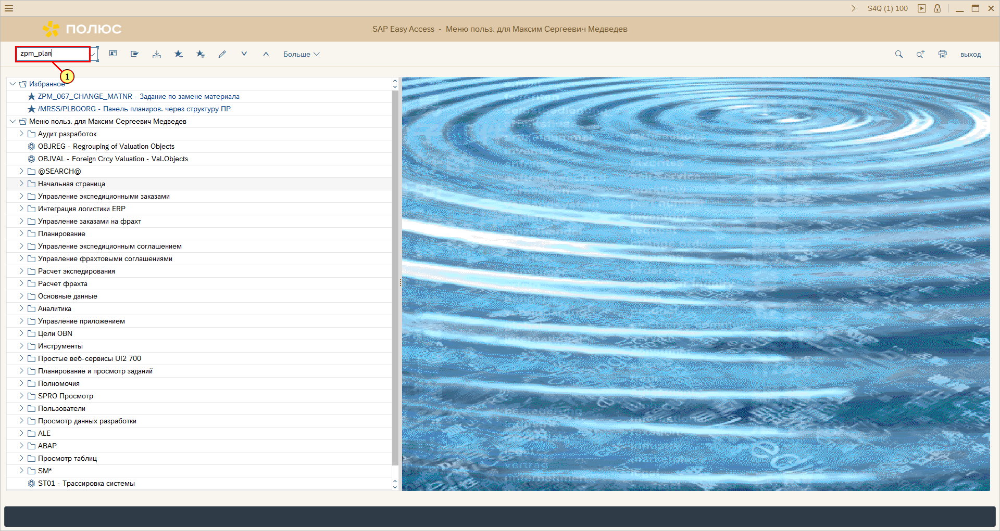 S4Q (1) 100
ПОЛЮС
SAP Easy Access - Меню польз. для Максим Сергеевич Медведев
zpm_plan
Больше
выход
1
Избранное
ZPM_067_CHANGE_MATNR - Задание по замене материала
/MRSS/PLBOORG - Панель планиров. через структуру ПР
Меню польз. для Максим Сергеевич Медведев
Аудит разработок
OBJREG - Regrouping of Valuation Objects
OBJVAL - Foreign Crcy Valuation - Val.Objects
@SEARCH@
Начальная страница
Управление экспедиционными заказами
Интеграция логистики ERP
Управление заказами на фрахт
Планирование
Управление экспедиционным соглашением
Управление фрахтовыми соглашениями
Расчет экспедирования
Расчет фрахта
Основные данные
Аналитика
Управление приложением
Цели OBN
Инструменты
Простые веб-сервисы UI2 700
Планирование и просмотр заданий
Полномочия
SPRO Просмотр
Пользователи
Просмотр данных разработки
ALE
ABAP
Просмотр таблиц
SM*
ST01 - Трассировка системы